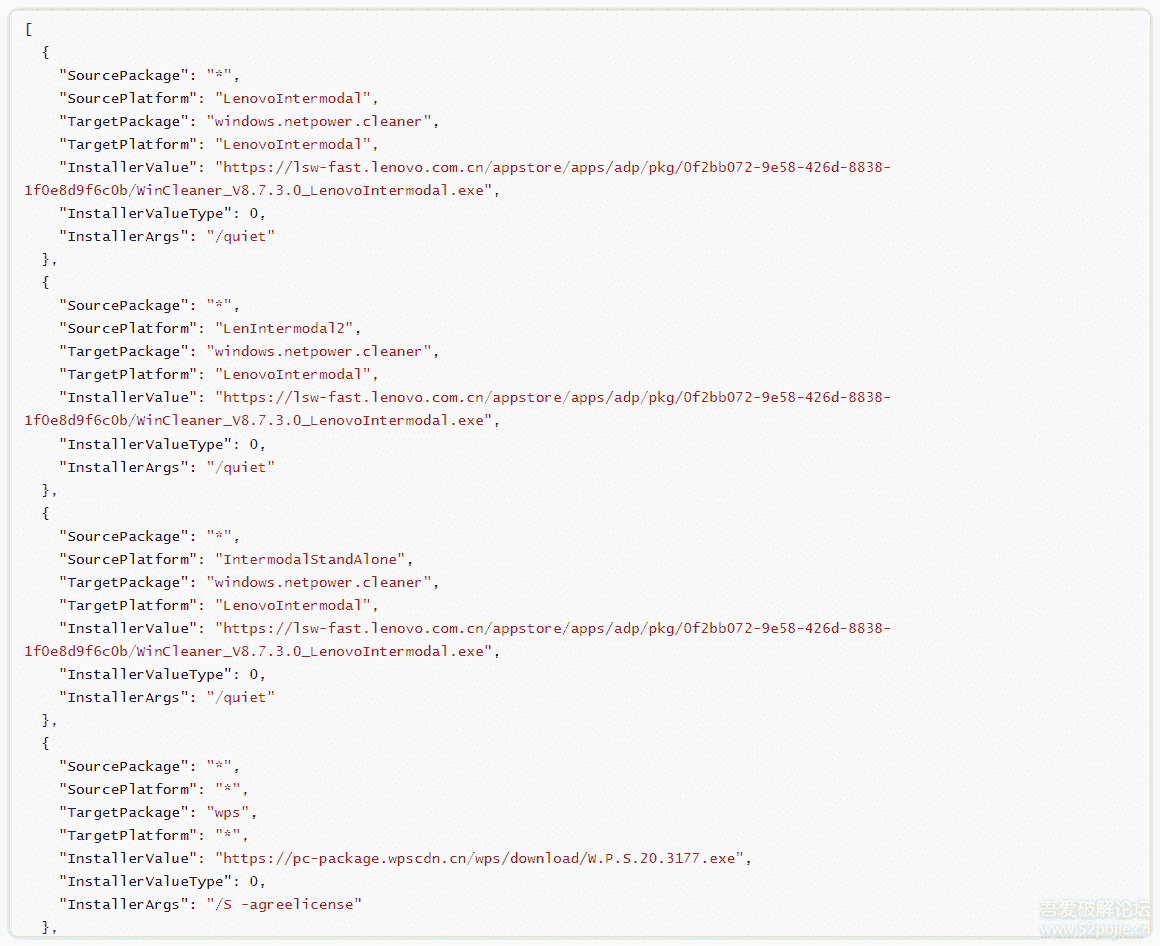 [
{
"SourcePackage": "*",
"SourcePlatform": "LenovoIntermodal",
"TargetPackage": "windows.netpower.cleaner",
"TargetPlatform": "LenovoIntermodal",
"InstallerValue": "https://lsw-fast.lenovo.com.cn/appstore/apps/adp/pkg/0f2bb072-9e58-426d-8838-
1f0e8d9f6c0b/WinCleaner_V8.7.3.0_LenovoIntermodal.exe",
"InstallerValueType": 0,
"InstallerArgs": "/quiet"
},
{
"SourcePackage": "*",
"SourcePlatform": "LenIntermodal2",
"TargetPackage": "windows.netpower.cleaner",
"TargetPlatform": "LenovoIntermodal",
"InstallerValue": "https://lsw-fast.lenovo.com.cn/appstore/apps/adp/pkg/0f2bb072-9e58-426d-8838-
1f0e8d9f6c0b/WinCleaner_V8.7.3.0_LenovoIntermodal.exe",
"InstallerValueType": 0,
"InstallerArgs": "/quiet"
},
{
"SourcePackage": "*",
"SourcePlatform": "IntermodalStandAlone",
"TargetPackage": "windows.netpower.cleaner",
"TargetPlatform": "LenovoIntermodal",
"InstallerValue": "https://lsw-fast.lenovo.com.cn/appstore/apps/adp/pkg/0f2bb072-9e58-426d-8838-
1f0e8d9f6c0b/WinCleaner_V8.7.3.0_LenovoIntermodal.exe",
"InstallerValueType": 0,
"InstallerArgs": "/quiet"
},
{
"SourcePackage": "*",
"SourcePlatform": "*",
"TargetPackage": "wps",
"TargetPlatform": "*",
"InstallerValue": "https://pc-package.wpscdn.cn/wps/download/W.P.S.20.3177.exe",
"InstallerValueType": 0,
"InstallerArgs": "/S -agreelicense"
},
吾爱破解论坛
www.52pojie.cn